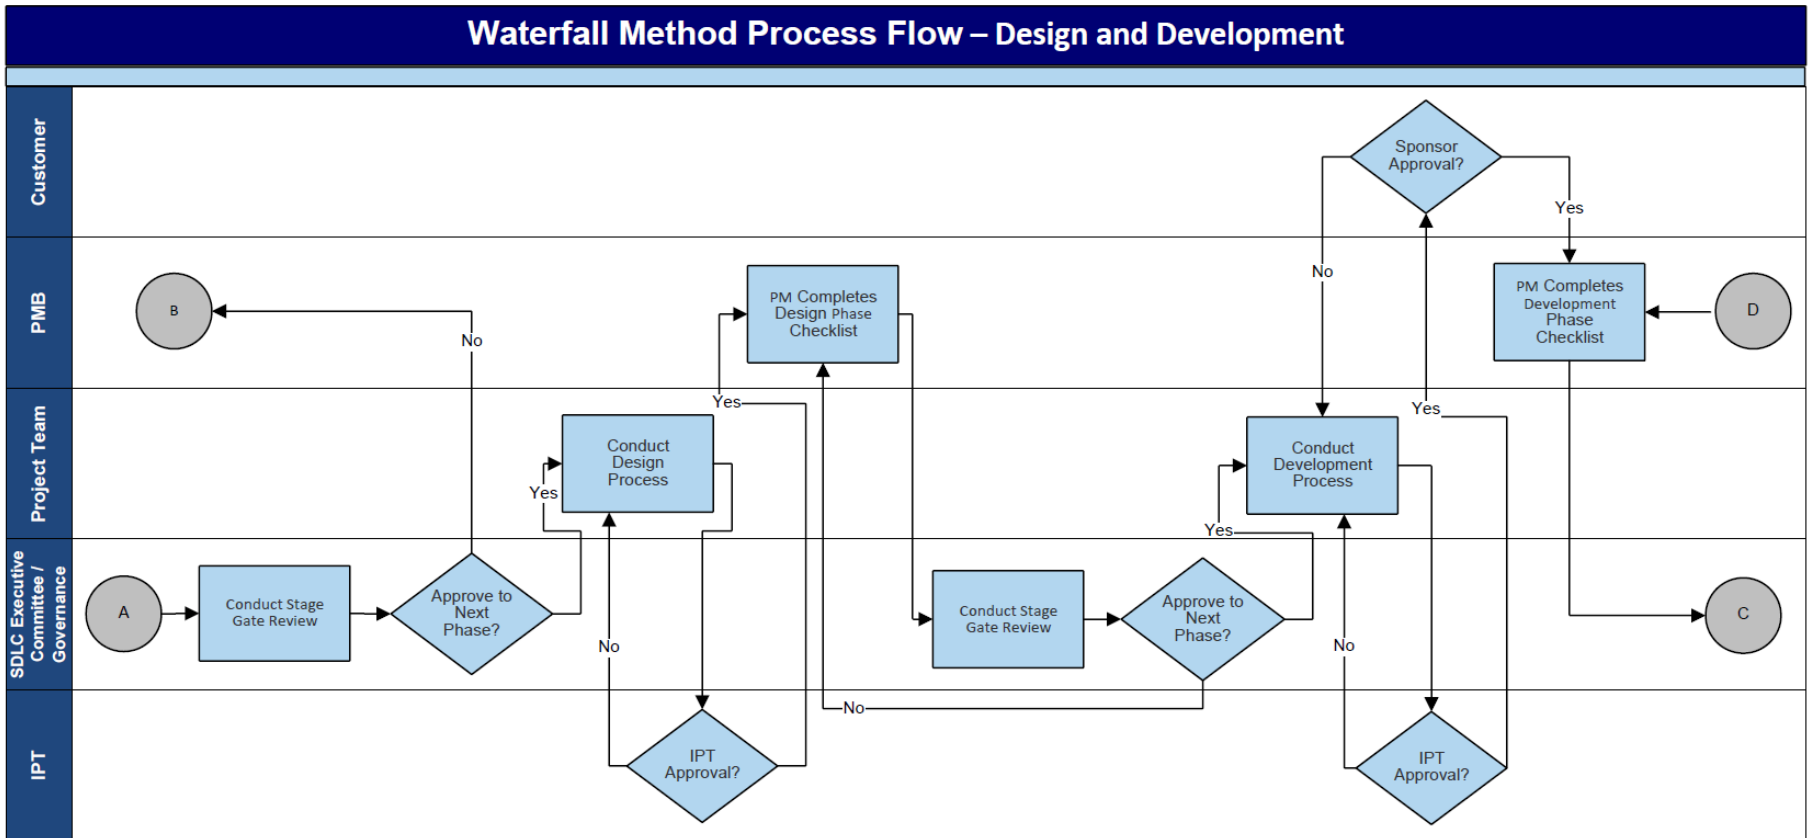 Waterfall Method Process Flow – Design and Development
Customer
Sponsor
Approval?
Yes
No
PMB
B
No
PM Completes
Design Phase
Checklist
PM Completes
Development
Phase
Checklist
D
Project Team
Yes
Conduct
Design
Process
Yes
Yes
Conduct
Development
Process
Yes
SDLC Executive
Committee /
Governance
A
Conduct Stage
Gate Review
Approve to
Next
Phase?
No
Conduct Stage
Gate Review
Approve to
Next
Phase?
No
C
IPT
IPT
Approval?
No
IPT
Approval?